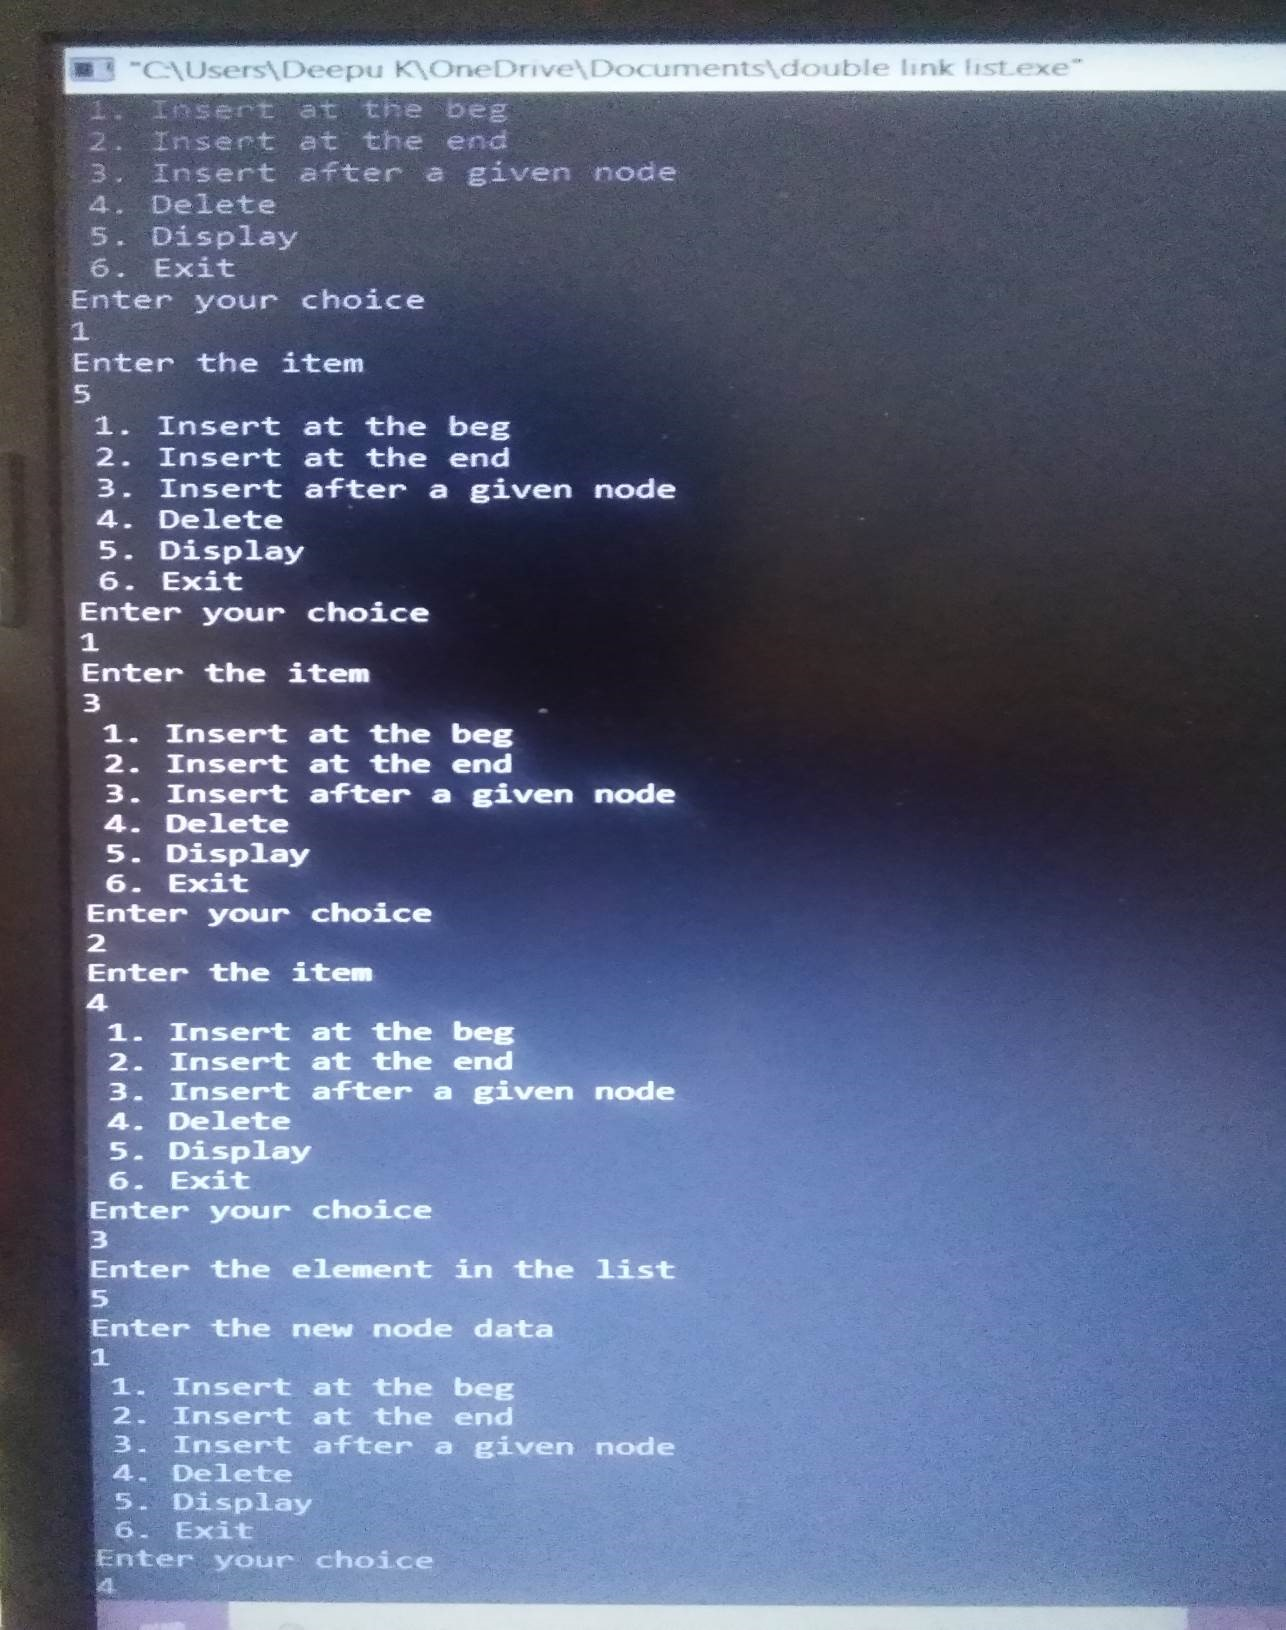 "C:\Users\Deepu K\OneDrive\Documents\double link list.exe"
1. Insert at the beg
2. Insert at the end
3. Insert after a given node
4. Delete
5. Display
6. Exit
Enter your choice
1
Enter the item
5
1. Insert at the beg
2. Insert at the end
3. Insert after a given node
4. Delete
5. Display
6. Exit
Enter your choice
1
Enter the item
3
1. Insert at the beg
2. Insert at the end
3. Insert after a given node
4. Delete
5. Display
6. Exit
Enter your choice
2
Enter the item
4
1. Insert at the beg
2. Insert at the end
3. Insert after a given node
4. Delete
5. Display
6. Exit
Enter your choice
3
Enter the element in the list
5
Enter the new node data
1
1. Insert at the beg
2. Insert at the end
3. Insert after a given node
4. Delete
5. Display
6. Exit
Enter your choice
4